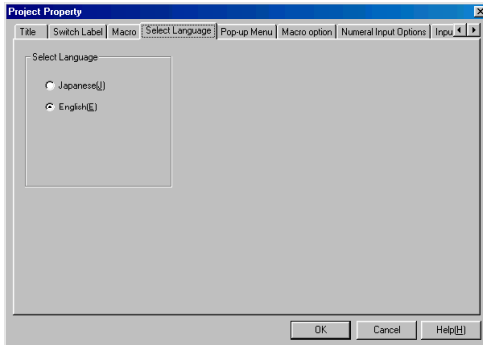 Project Property
Title Switch Label Macro Select Language Pop-up Menu Macro option Numeral Input Options Inpu
Select Language
Japanese(J)
English(E)
OK Cancel Help(H)